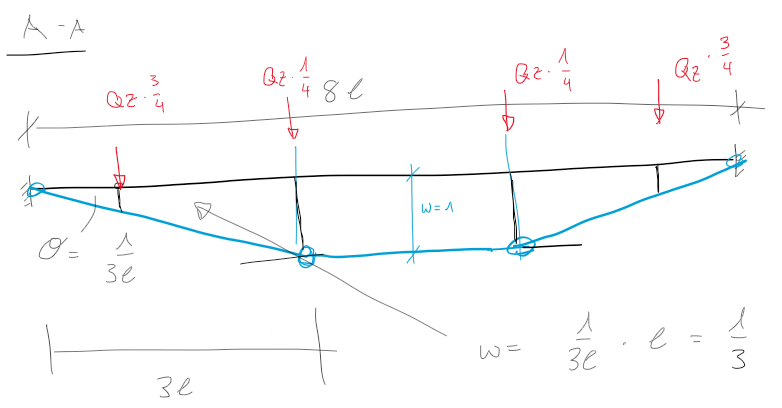 A-A
Qz · 3/4
Qz · 1/4
8l
Qz · 1/4
Qz · 3/4
w=1
θ = 1/3l
w = 1/3l · l = 1/3
3l